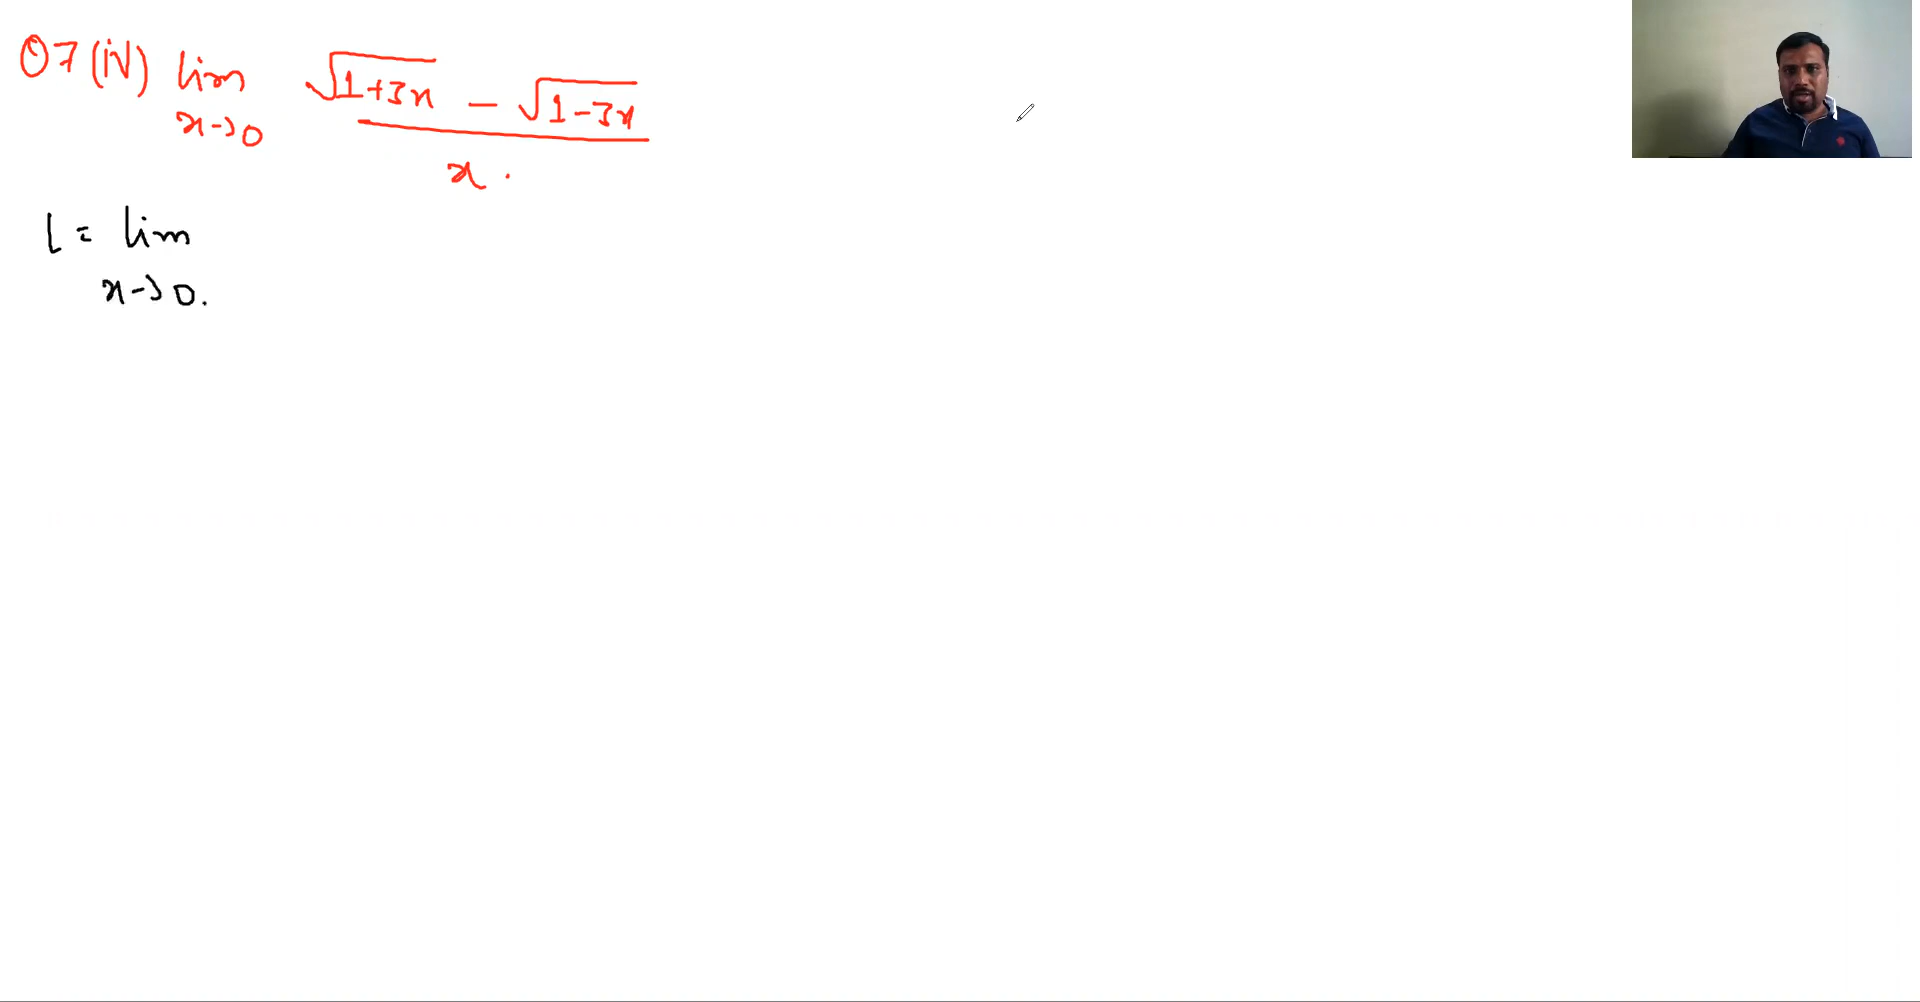 Q7 (iv) lim √1+3x − √1−3x
x→0 x .
L = lim
x→0.